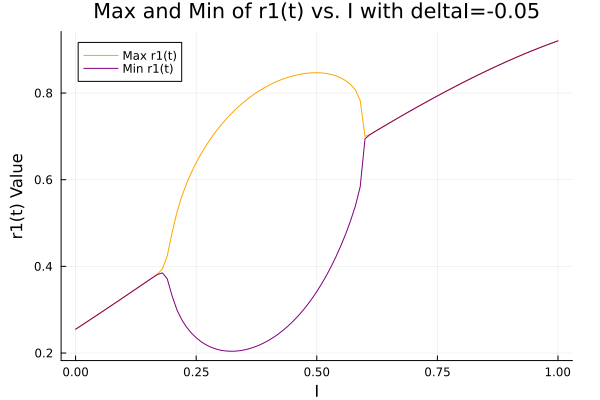 Max and Min of r1(t) vs. I with deltaI=-0.05
Max r1(t)
Min r1(t)
r1(t) Value
0.8
0.6
0.4
0.2
0.00
0.25
0.50
0.75
1.00
I